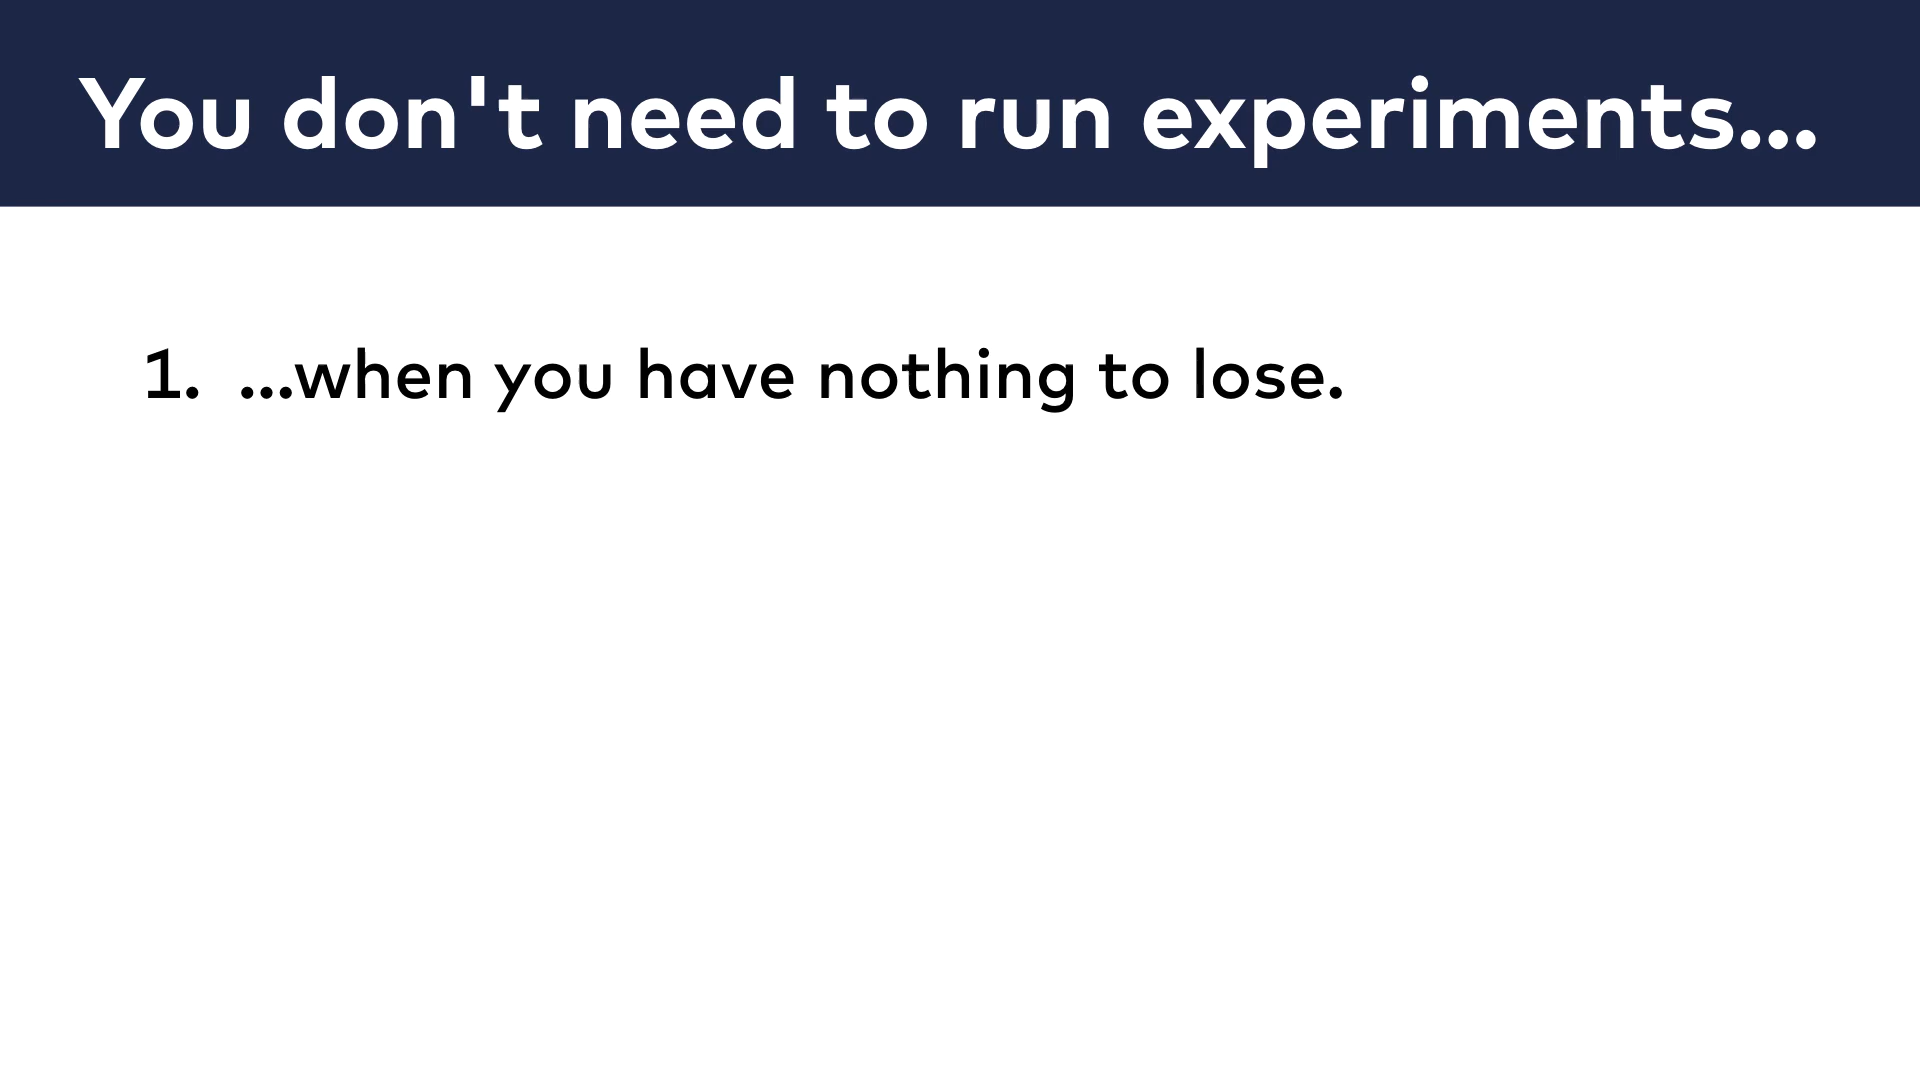 You don't need to run experiments...
1. ...when you have nothing to lose.